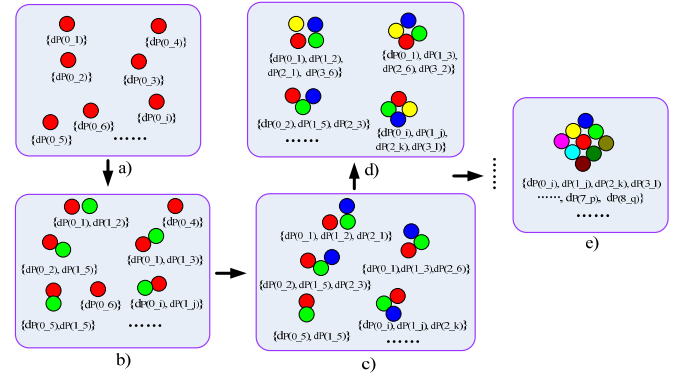 {dP(0_1)}
{dP(0_4)}
{dP(0_2)}
{dP(0_3)}
{dP(0_5)}
{dP(0_6)}
{dP(0_i)}
······
a)
{dP(0_1), dP(1_2)}
{dP(0_4)}
{dP(0_2), dP(1_5)}
{dP(0_1), dP(1_3)}
{dP(0_5),dP(1_5)}
{dP(0_6)}
{dP(0_i), dP(1_j)}
······
b)
{dP(0_1), dP(1_2), dP(2_1)}
{dP(0_1),dP(1_3),dP(2_6)}
{dP(0_2), dP(1_5), dP(2_3)}
{dP(0_5), dP(1_5)}
{dP(0_i), dP(1_j), dP(2_k)}
······
c)
{dP(0_1), dP(1_2),
dP(2_1), dP(3_6)}
{dP(0_1), dP(1_3),
dP(2_6), dP(3_2)}
{dP(0_2), dP(1_5), dP(2_3)}
{dP(0_i), dP(1_j),
dP(2_k), dP(3_l)}
······
d)
······
{dP(0_i), dP(1_j), dP(2_k), dP(3_l)
······, dP(7_p), dP(8_q)}
······
e)